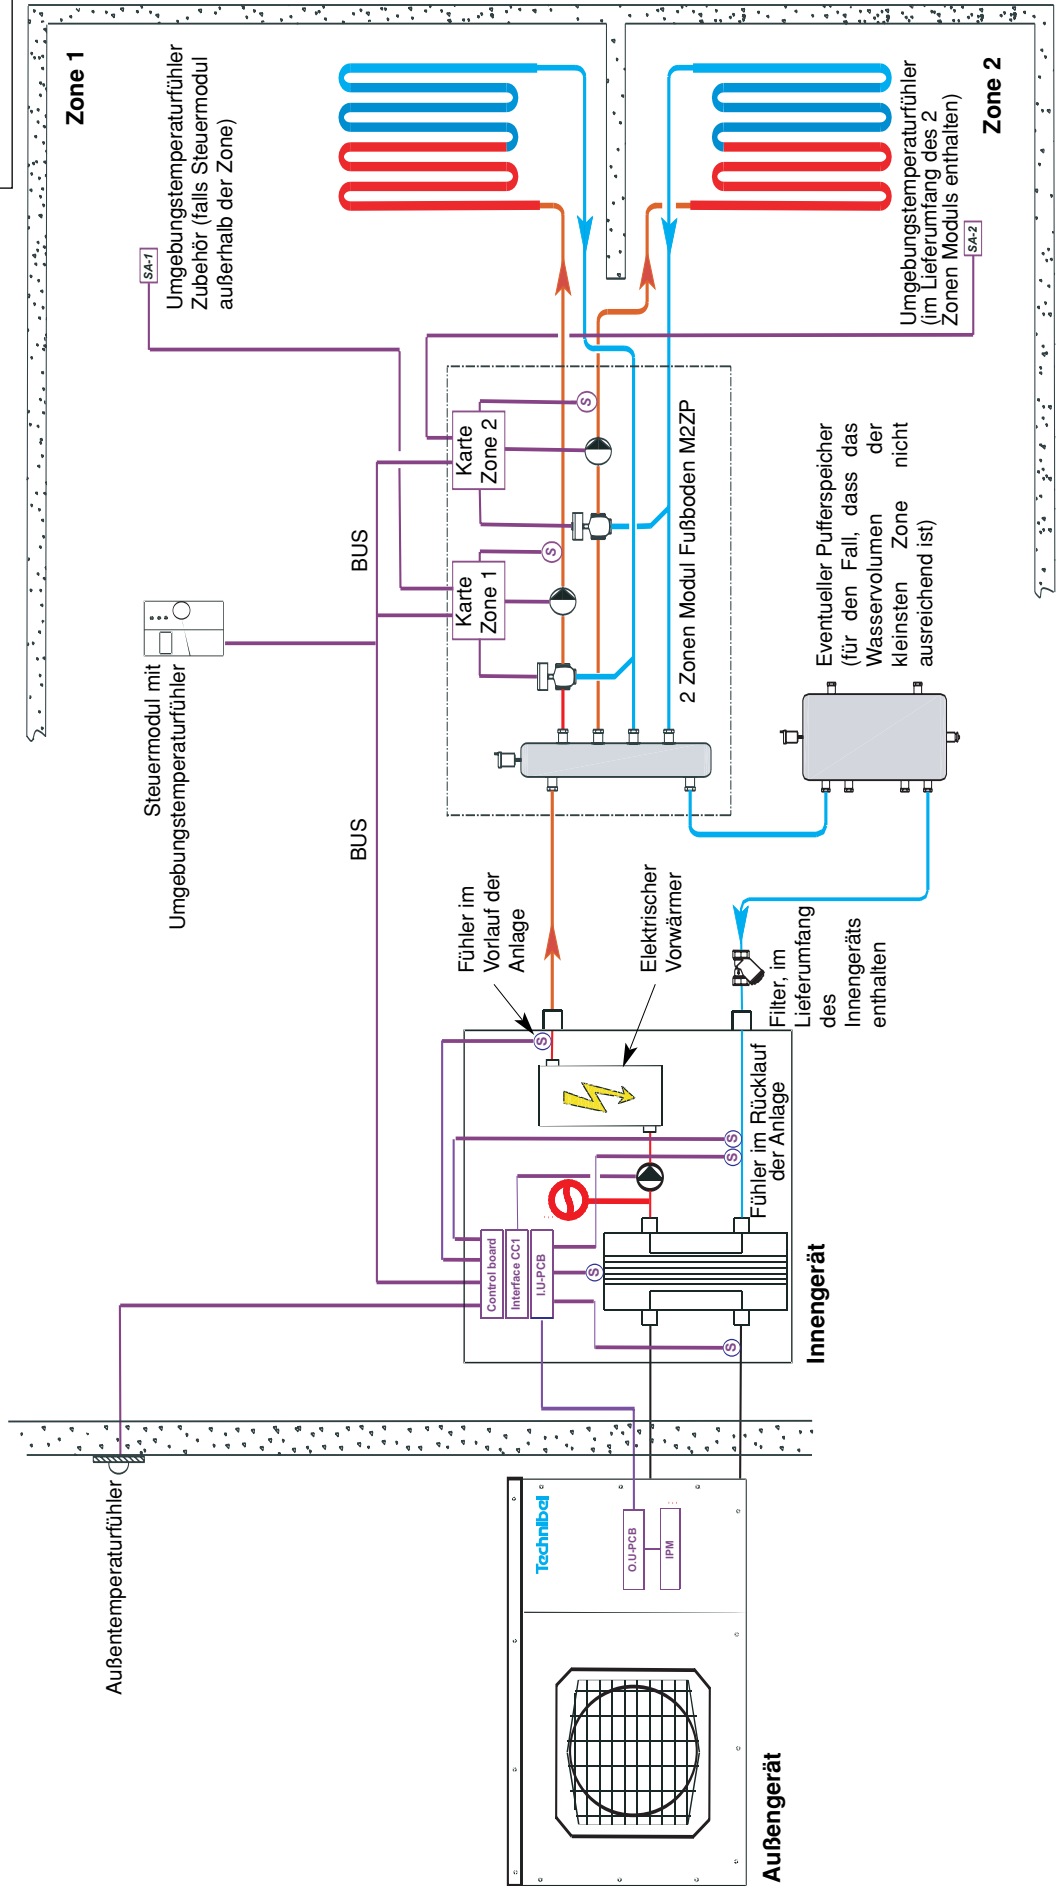 Zone 1
SA-1
Umgebungstemperaturfühler
Zubehör (falls Steuermodul
außerhalb der Zone)
Zone 2
Umgebungstemperaturfühler
(im Lieferumfang des 2
Zonen Moduls enthalten)
SA-2
Steuermodul mit
Umgebungstemperaturfühler
BUS
BUS
Karte
Zone 1
Karte
Zone 2
S
S
2 Zonen Modul Fußboden M2ZP
Eventueller Pufferspeicher
(für den Fall, dass das
Wasservolumen der
kleinsten Zone nicht
ausreichend ist)
Fühler im
Vorlauf der
Anlage
Elektrischer
Vorwärmer
Filter, im
Lieferumfang
des
Innengeräts
enthalten
Fühler im Rücklauf
der Anlage
S
S
S
S
S
Control board
Interface CC1
I.U-PCB
Innengerät
Außentemperaturfühler
Technibel
O.U-PCB
IPM
Außengerät